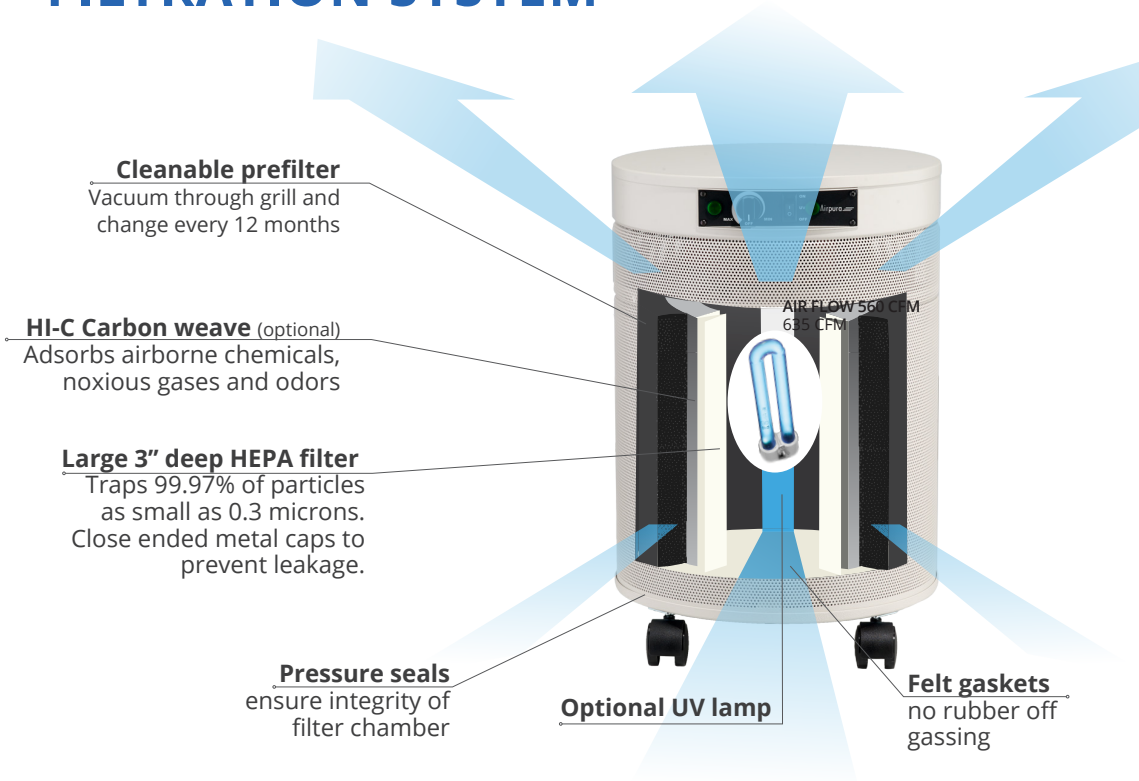 FILTRATION SYSTEM
Cleanable prefilter
Vacuum through grill and
change every 12 months
HI-C Carbon weave (optional)
Adsorbs airborne chemicals,
noxious gases and odors
Large 3” deep HEPA filter
Traps 99.97% of particles
as small as 0.3 microns.
Close ended metal caps to
prevent leakage.
Pressure seals
ensure integrity of
filter chamber
Optional UV lamp
Felt gaskets
no rubber off
gassing
AIR FLOW 560 CFM
635 CFM
Airpura
MAX
OFF